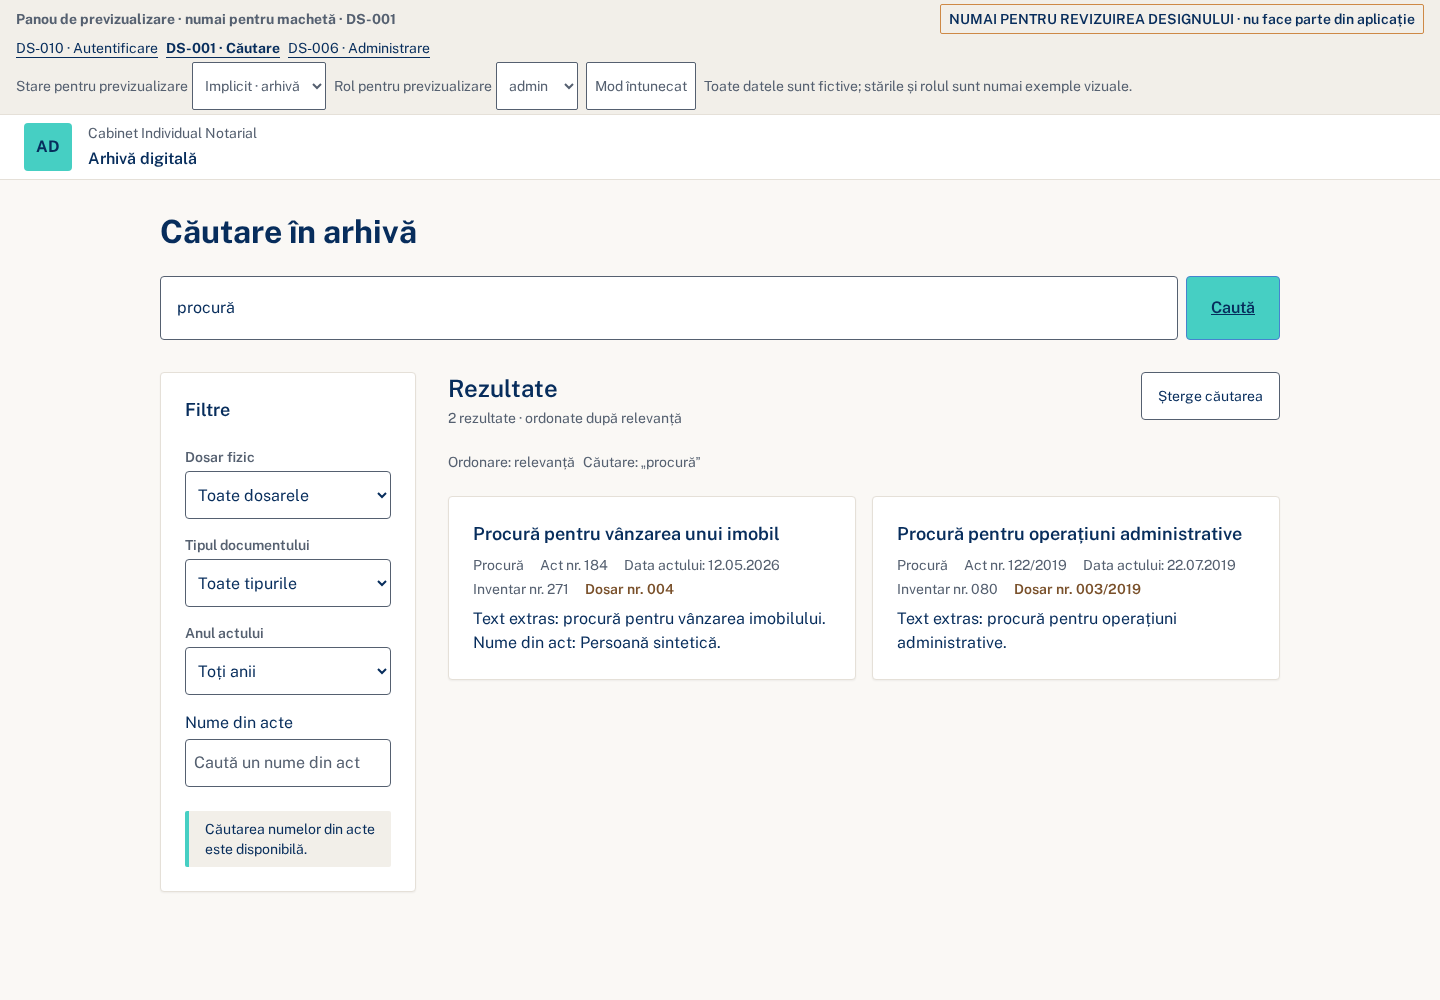 Panou de previzualizare · numai pentru machetă · DS-001
NUMAI PENTRU REVIZUIREA DESIGNULUI · nu face parte din aplicație
DS-010 · Autentificare DS-001 · Căutare DS-006 · Administrare
Stare pentru previzualizare Implicit · arhivă Rol pentru previzualizare admin Mod întunecat Toate datele sunt fictive; stările și rolul sunt numai exemple vizuale.
AD
Cabinet Individual Notarial
Arhivă digitală
Căutare în arhivă
procură
Caută
Filtre
Dosar fizic
Toate dosarele
Tipul documentului
Toate tipurile
Anul actului
Toți anii
Nume din acte
Caută un nume din act
Căutarea numelor din acte
este disponibilă.
Rezultate
2 rezultate · ordonate după relevanță
Șterge căutarea
Ordonare: relevanță Căutare: „procură”
Procură pentru vânzarea unui imobil
Procură Act nr. 184 Data actului: 12.05.2026
Inventar nr. 271 Dosar nr. 004
Text extras: procură pentru vânzarea imobilului.
Nume din act: Persoană sintetică.
Procură pentru operațiuni administrative
Procură Act nr. 122/2019 Data actului: 22.07.2019
Inventar nr. 080 Dosar nr. 003/2019
Text extras: procură pentru operațiuni
administrative.